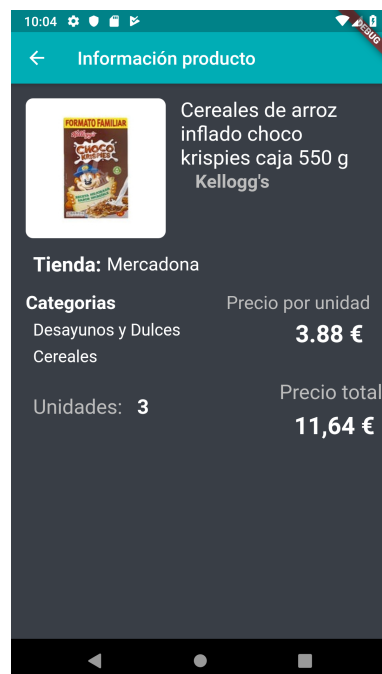 10:04
DEBUG
Información producto
FORMATO FAMILIAR
Kellogg's
CHOCO
KRISPIES
Cereales de arroz
inflado choco
krispies caja 550 g
Kellogg's
Tienda: Mercadona
Categorias
Precio por unidad
Desayunos y Dulces
3.88 €
Cereales
Precio total
Unidades: 3
11,64 €